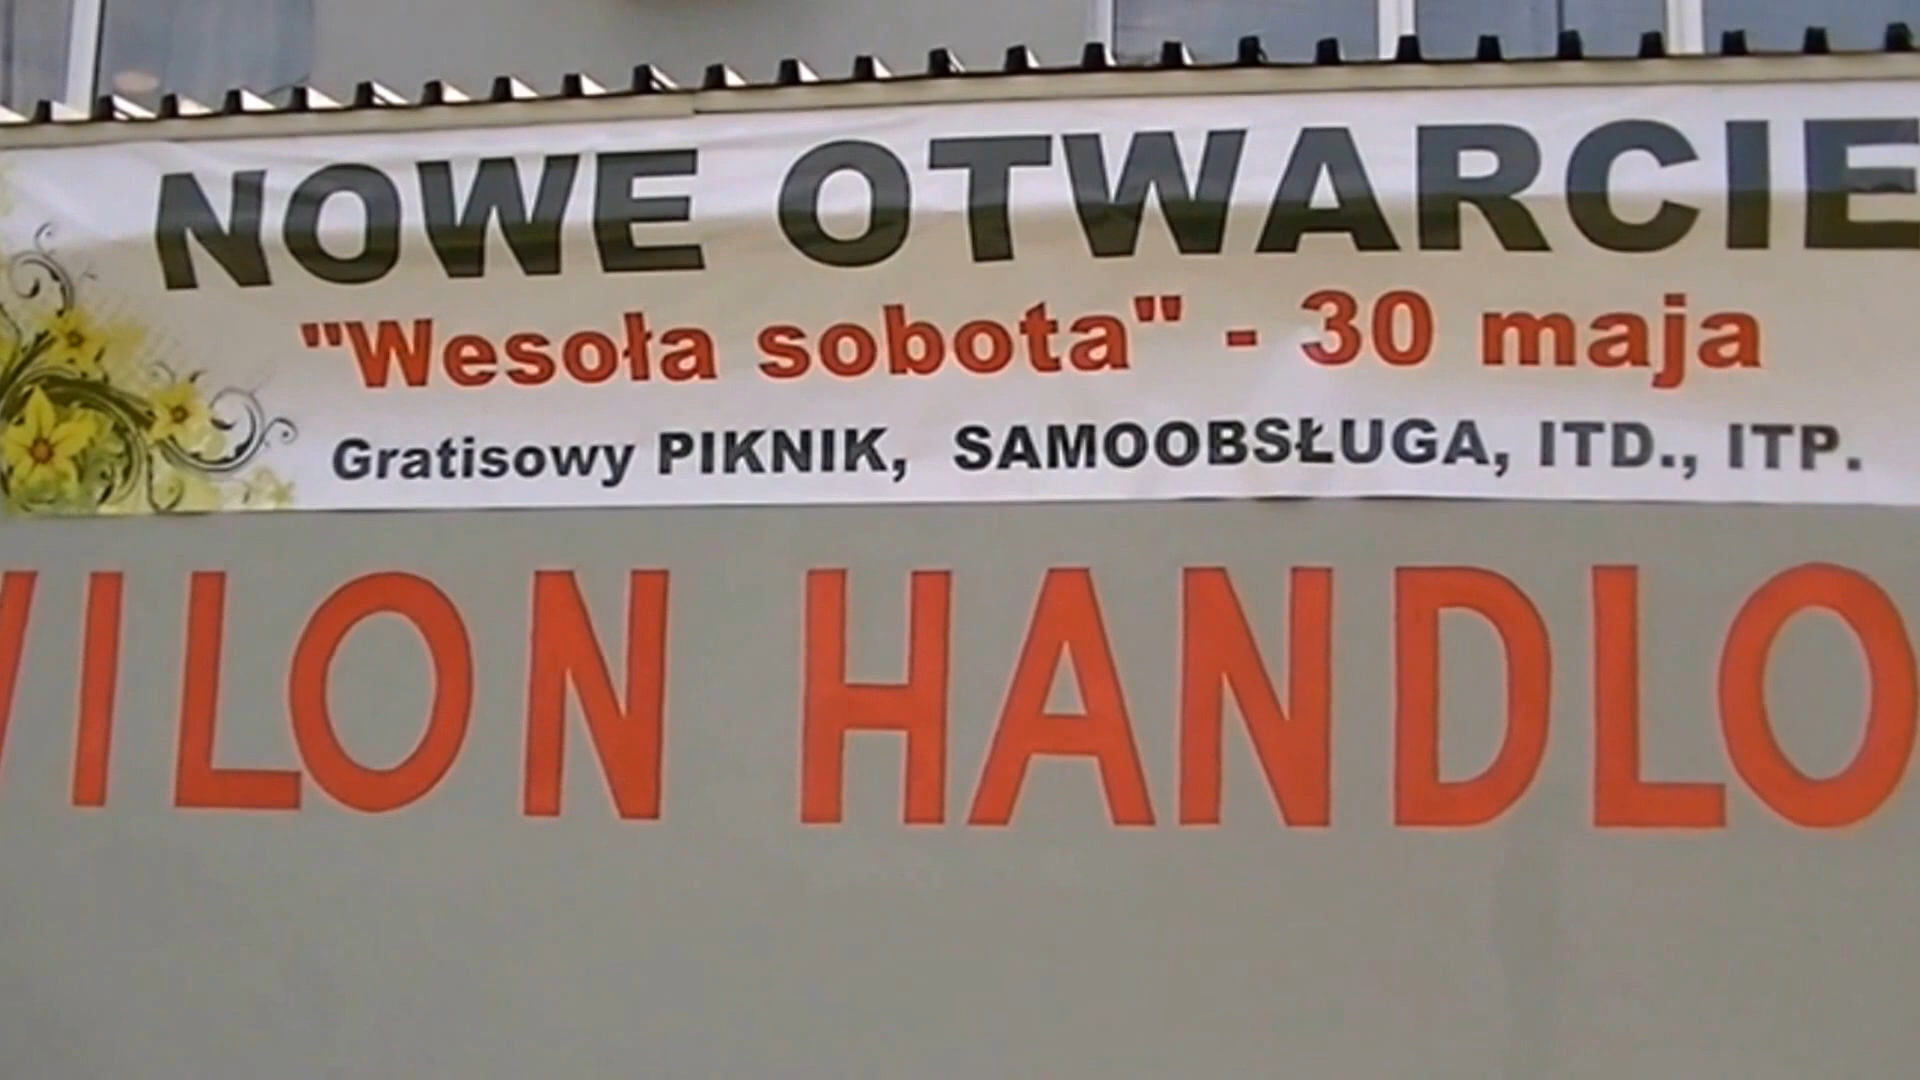 NOWE OTWARCIE
"Wesoła sobota" - 30 maja
Gratisowy PIKNIK, SAMOOBSŁUGA, ITD., ITP.
VILON HANDLO